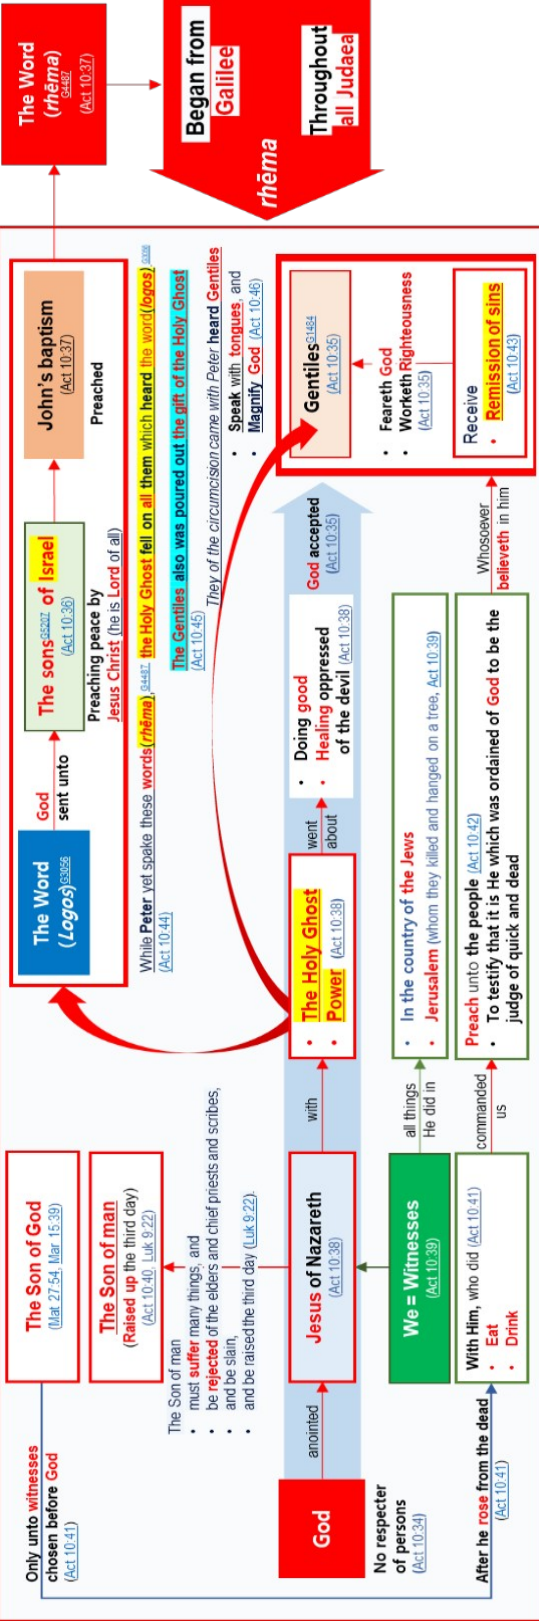 Only unto witnesses
chosen before God
(Act 10:41)
The Son of God
(Mat 27:54, Mar 15:39)
The Son of man
(Raised up the third day)
(Act 10:40, Luk 9:22)
The Son of man
• must suffer many things, and
• be rejected of the elders and chief priests and scribes,
• and be slain,
• and be raised the third day (Luk 9:22).
The Word
(Logos)G3056
God
sent unto
The sonsG5207 of Israel
(Act 10:36)
Preaching peace by
Jesus Christ (he is Lord of all)
John's baptism
(Act 10:37)
Preached
The Word
(rhēma)
G4487
(Act 10:37)
While Peter yet spake these words(rhēma),G4487 the Holy Ghost fell on all them which heard the word(logos).G3056
(Act 10:44)
The Gentiles also was poured out the gift of the Holy Ghost
(Act 10:45)
They of the circumcision came with Peter heard Gentiles
• Speak with tongues, and
• Magnify God (Act 10:46)
God
anointed
Jesus of Nazareth
(Act 10:38)
with
• The Holy Ghost
• Power (Act 10:38)
went
about
• Doing good
• Healing oppressed
of the devil (Act 10:38)
God accepted
(Act 10:35)
GentilesG1484
(Act 10:35)
• Feareth God
• Worketh Righteousness
(Act 10:35)
Receive
• Remission of sins
(Act 10:43)
No respecter
of persons
(Act 10:34)
We = Witnesses
(Act 10:39)
all things
He did in
• In the country of the Jews
• Jerusalem (whom they killed and hanged on a tree, Act 10:39)
After he rose from the dead
(Act 10:41)
With Him, who did (Act 10:41)
• Eat
• Drink
commanded
us
Preach unto the people (Act 10:42)
• To testify that it is He which was ordained of God to be the
judge of quick and dead
Whosoever
believeth in him
Began from
Galilee
Throughout
all Judaea
rhēma